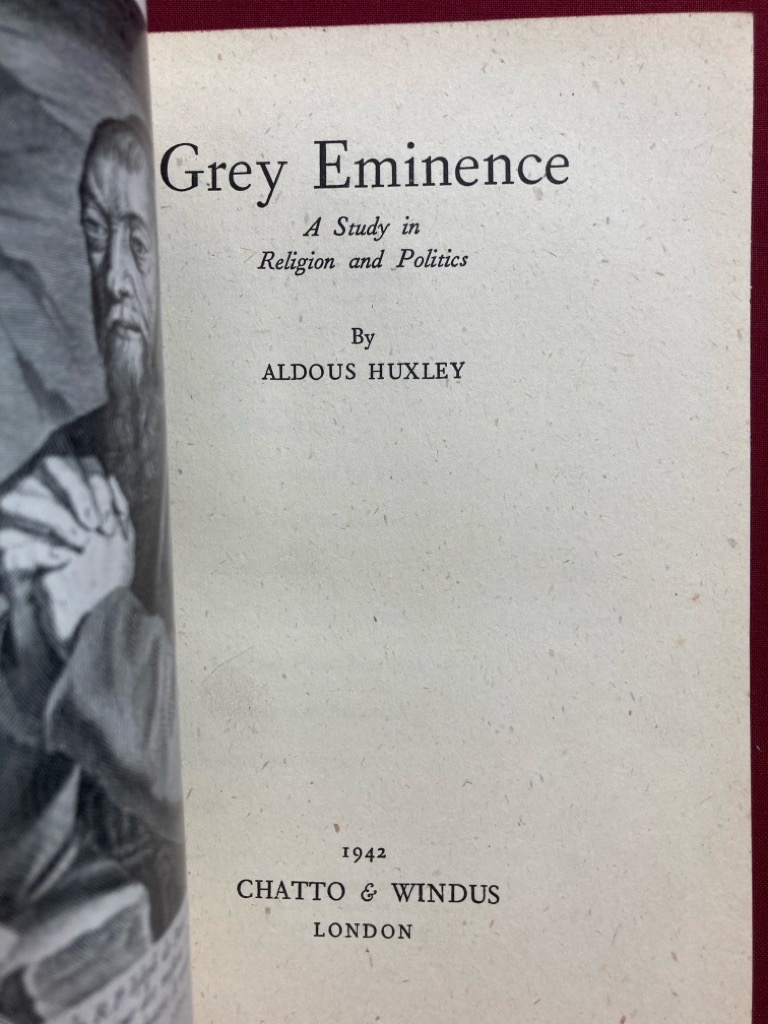 Grey Eminence
A Study in
Religion and Politics
By
ALDOUS HUXLEY
1942
CHATTO & WINDUS
LONDON